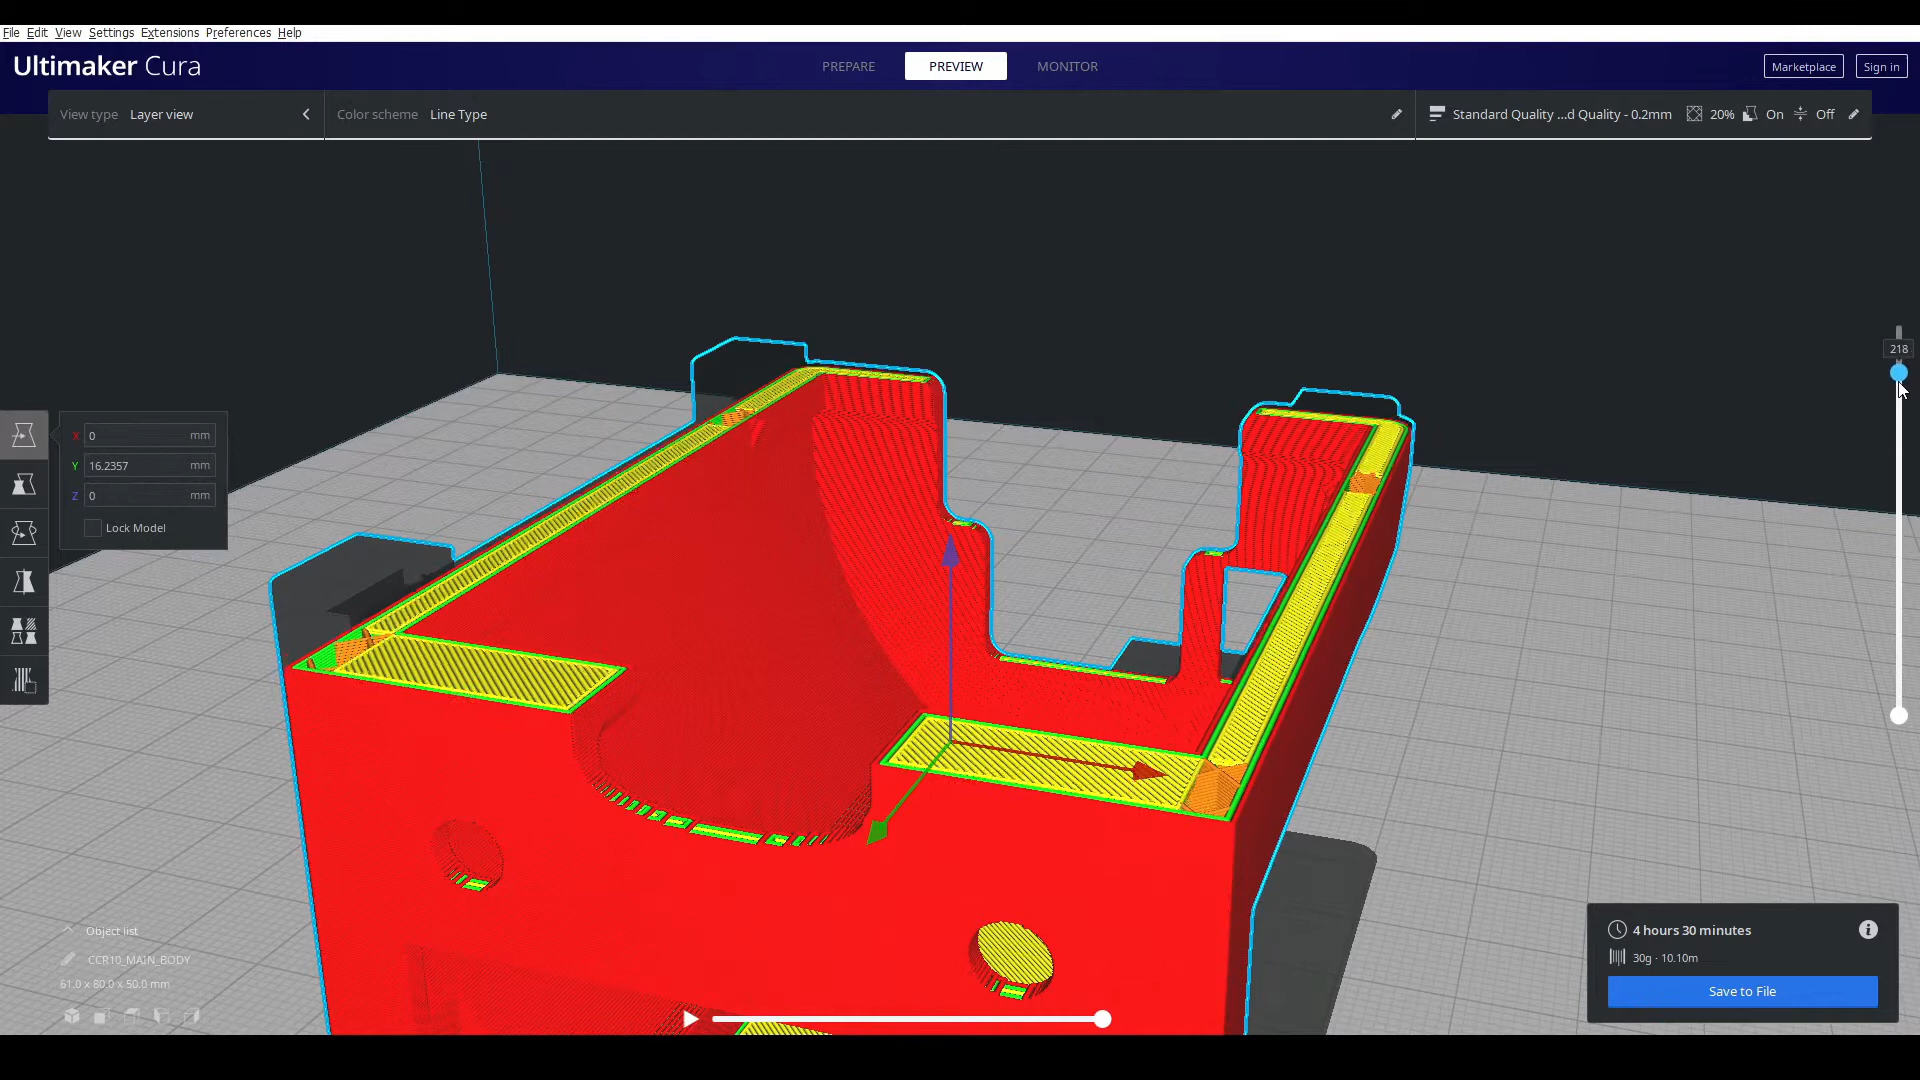 File Edit View Settings Extensions Preferences Help
Ultimaker Cura
PREPARE PREVIEW MONITOR
Marketplace Sign in
View type Layer view
Color scheme Line Type
Standard Quality ...d Quality - 0.2mm 20% On Off
218
X 0 mm
Y 16.2357 mm
Z 0 mm
Lock Model
Object list
CCR10_MAIN_BODY
61.0 x 80.0 x 50.0 mm
4 hours 30 minutes
30g · 10.10m
Save to File